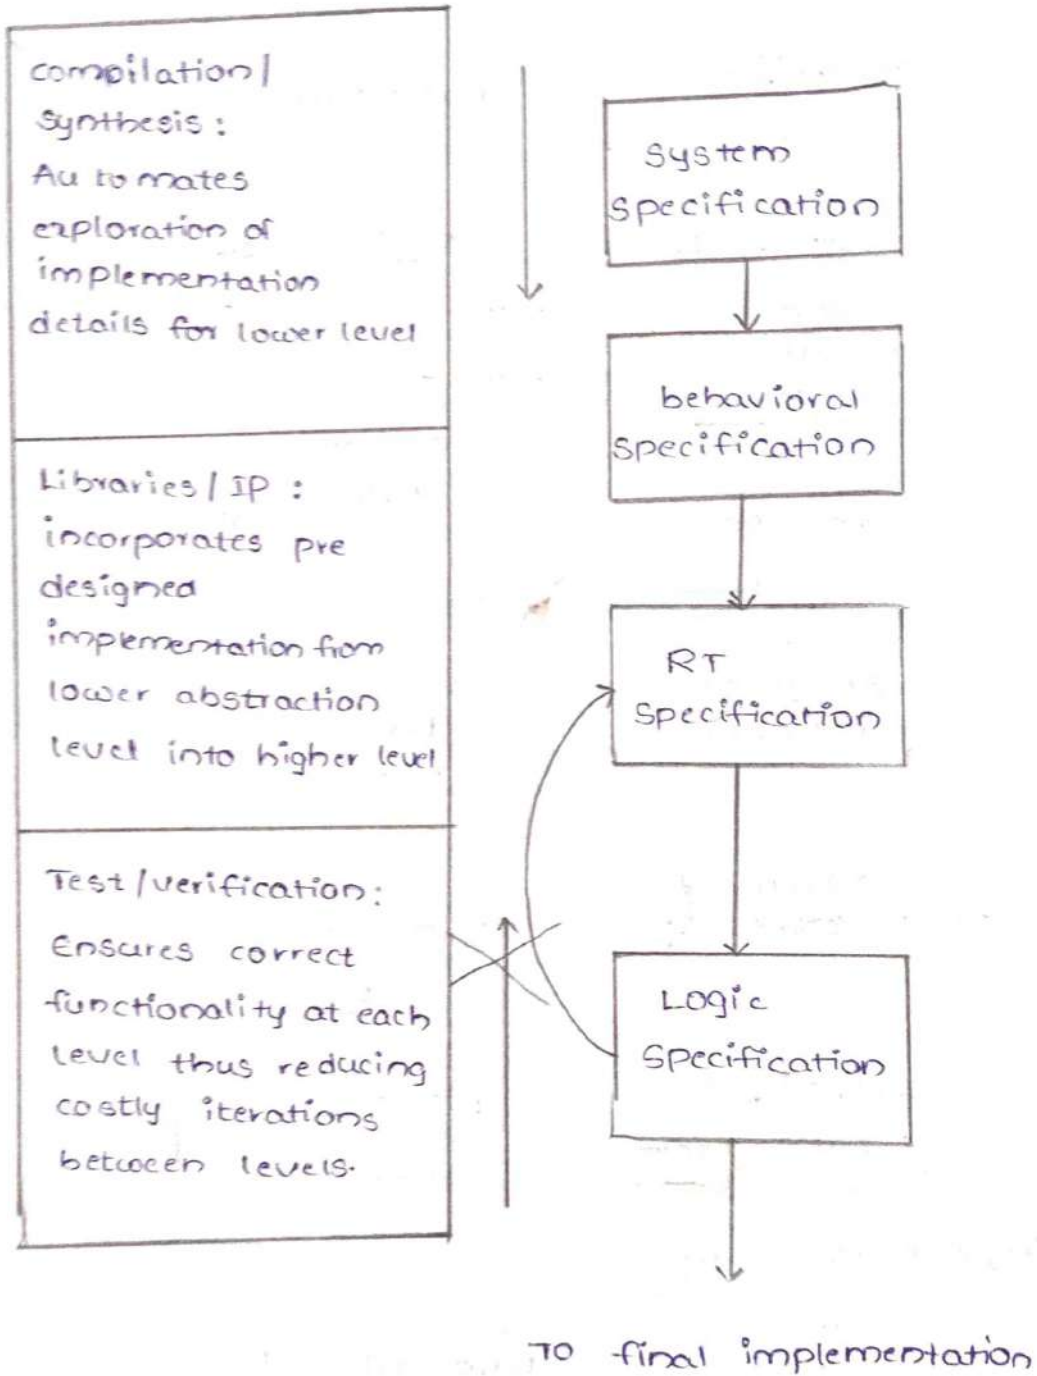 compilation/
synthesis:
Automates
exploration of
implementation
details for lower level
Libraries/IP:
incorporates pre
designed
implementation from
lower abstraction
level into higher level
Test/verification:
Ensures correct
functionality at each
level thus reducing
costly iterations
between levels.
system
specification
behavioral
specification
RT
specification
Logic
specification
TO final implementation